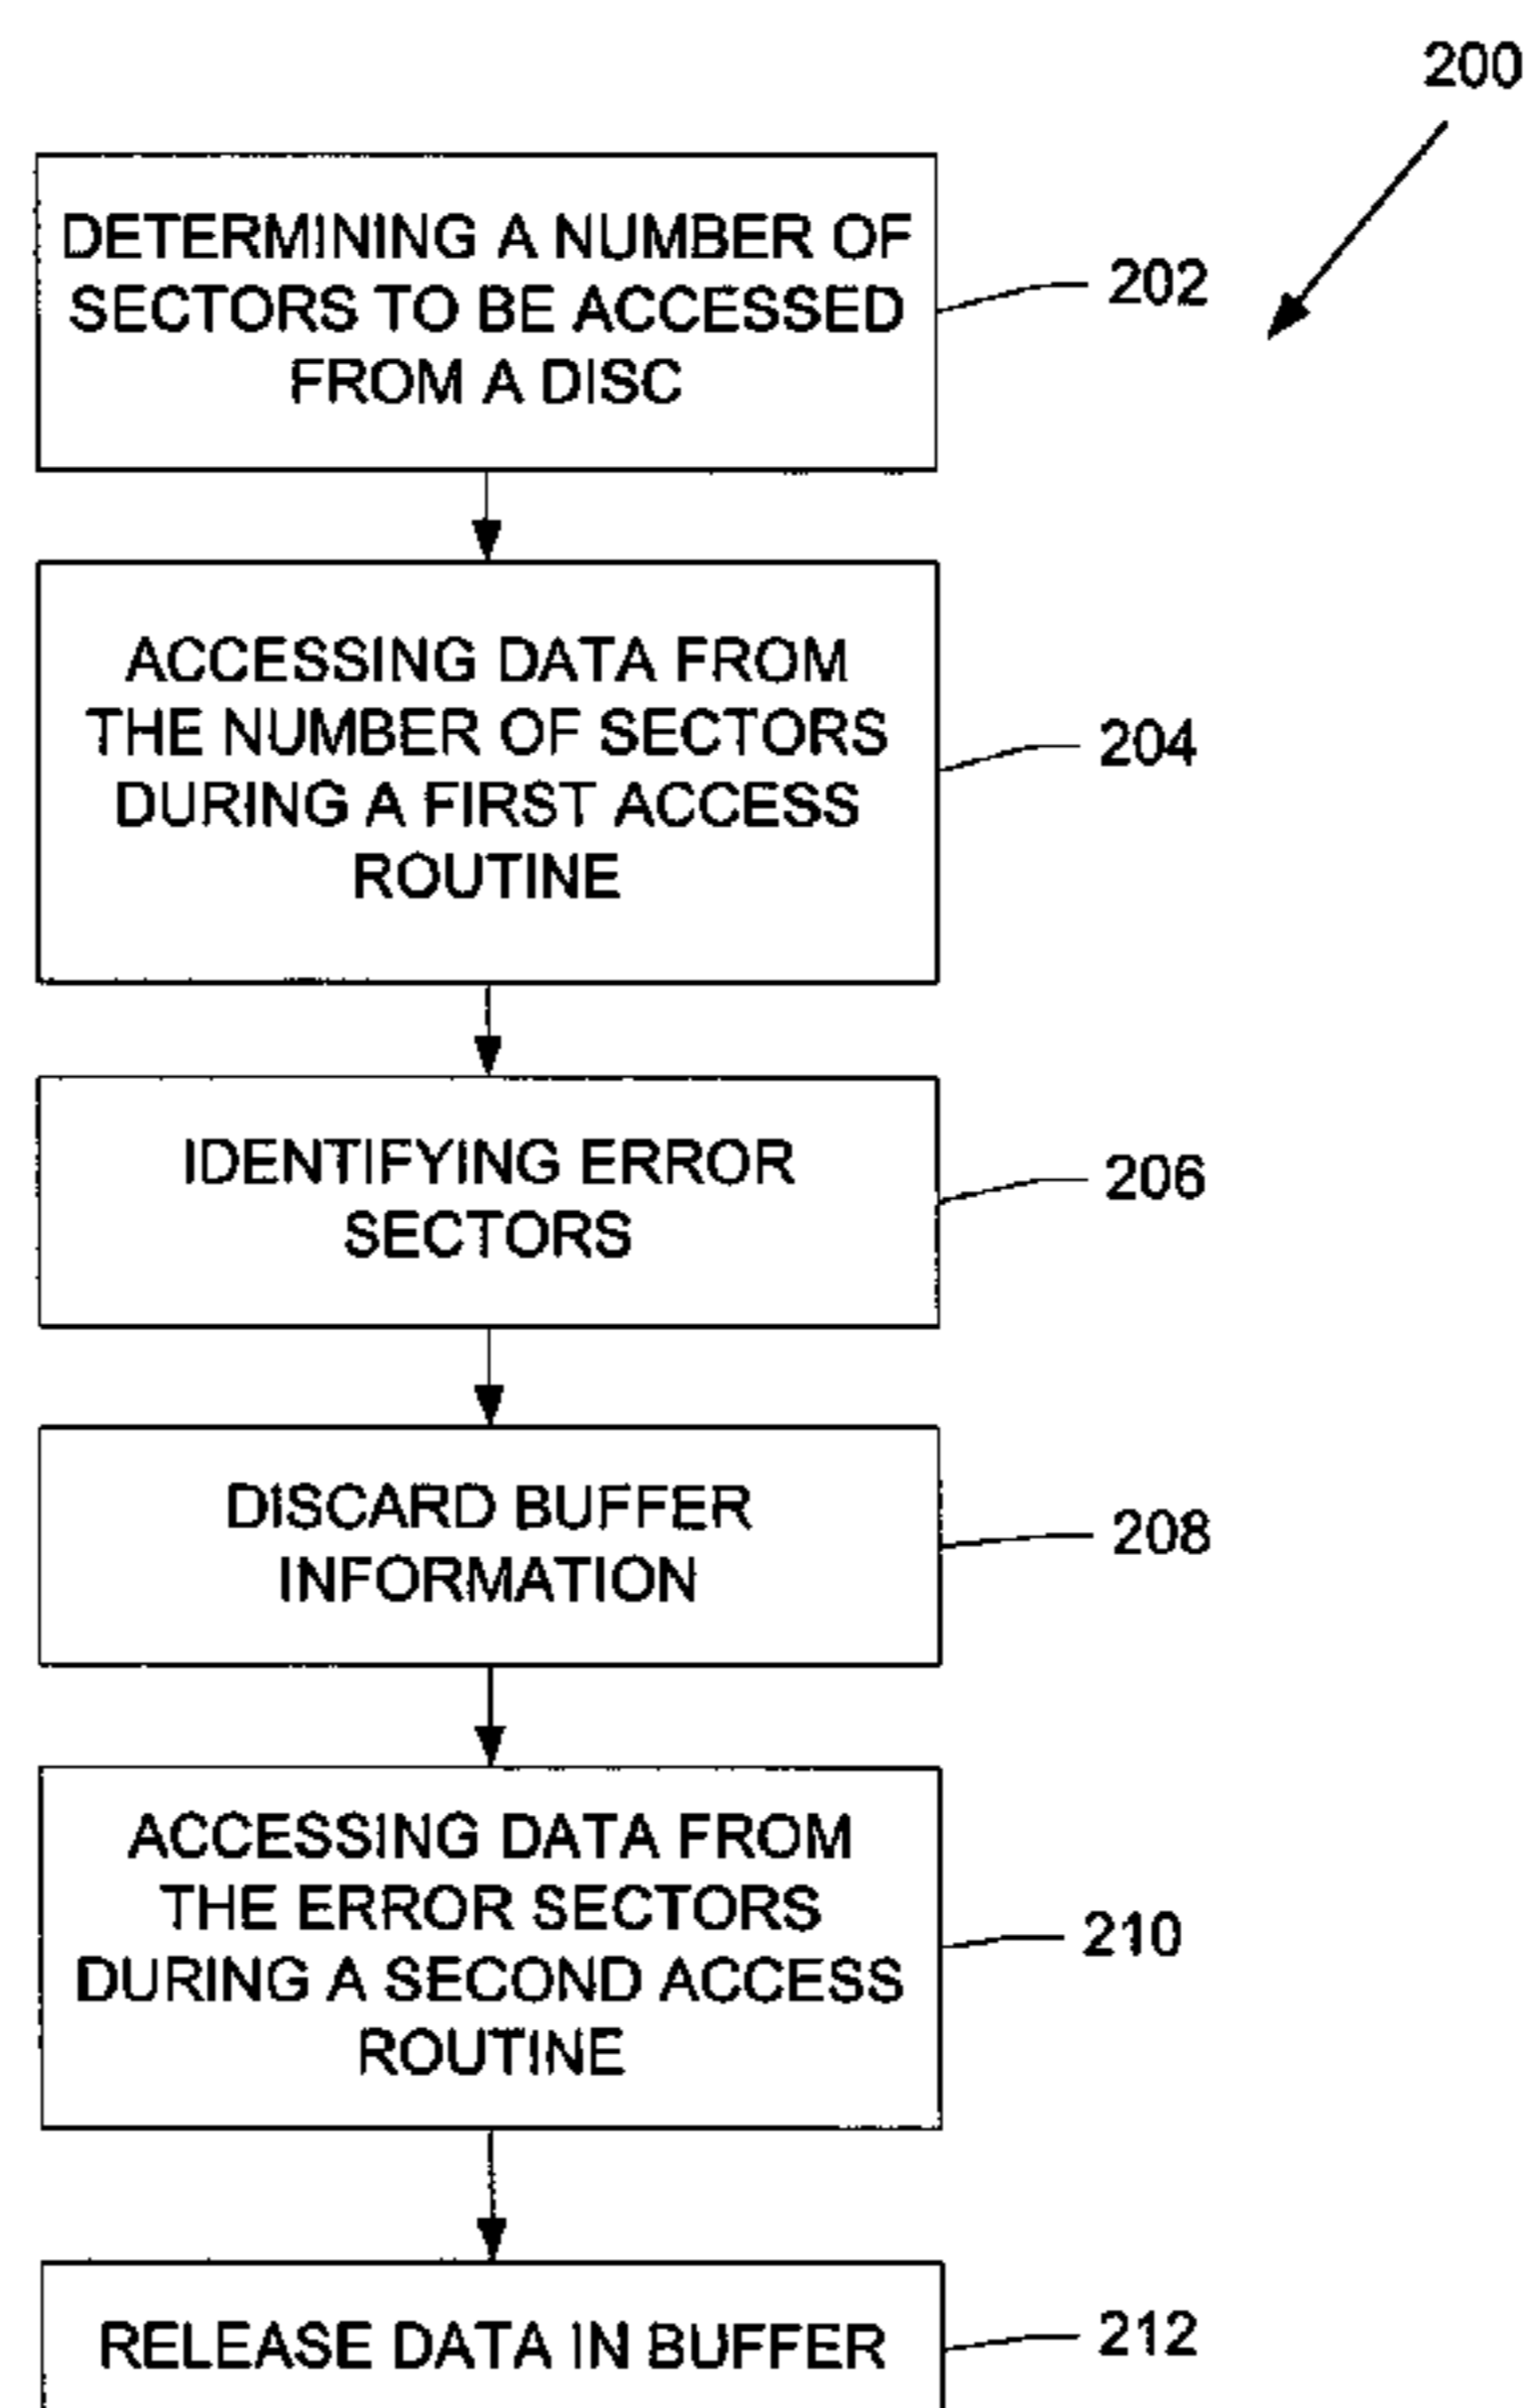 200
DETERMINING A NUMBER OF
SECTORS TO BE ACCESSED
FROM A DISC
202
ACCESSING DATA FROM
THE NUMBER OF SECTORS
DURING A FIRST ACCESS
ROUTINE
204
IDENTIFYING ERROR
SECTORS
206
DISCARD BUFFER
INFORMATION
208
ACCESSING DATA FROM
THE ERROR SECTORS
DURING A SECOND ACCESS
ROUTINE
210
RELEASE DATA IN BUFFER
212